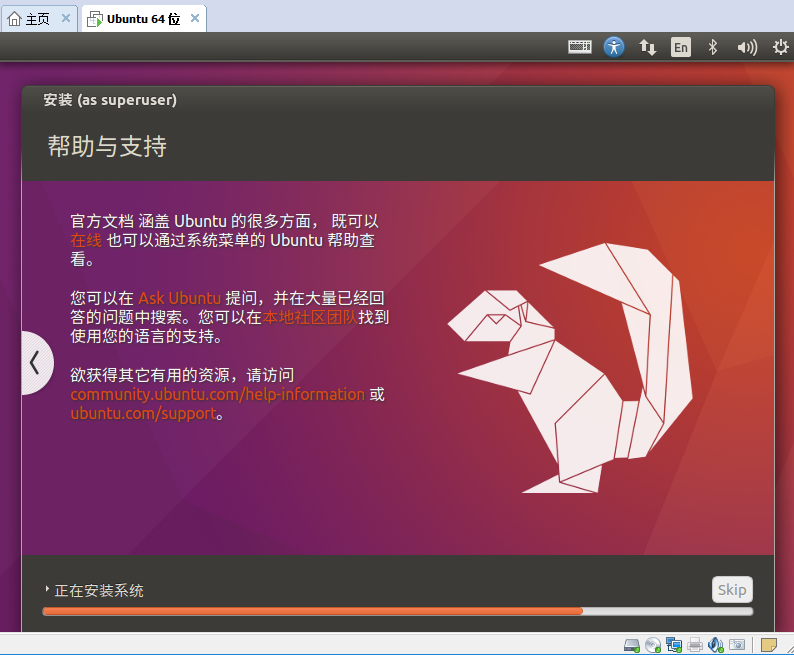 主页
Ubuntu 64 位
En
安装 (as superuser)
帮助与支持
官方文档 涵盖 Ubuntu 的很多方面， 既可以
在线 也可以通过系统菜单的 Ubuntu 帮助查
看。
您可以在 Ask Ubuntu 提问，并在大量已经回
答的问题中搜索。您可以在本地社区团队找到
使用您的语言的支持。
欲获得其它有用的资源，请访问
community.ubuntu.com/help-information 或
ubuntu.com/support。
正在安装系统
Skip